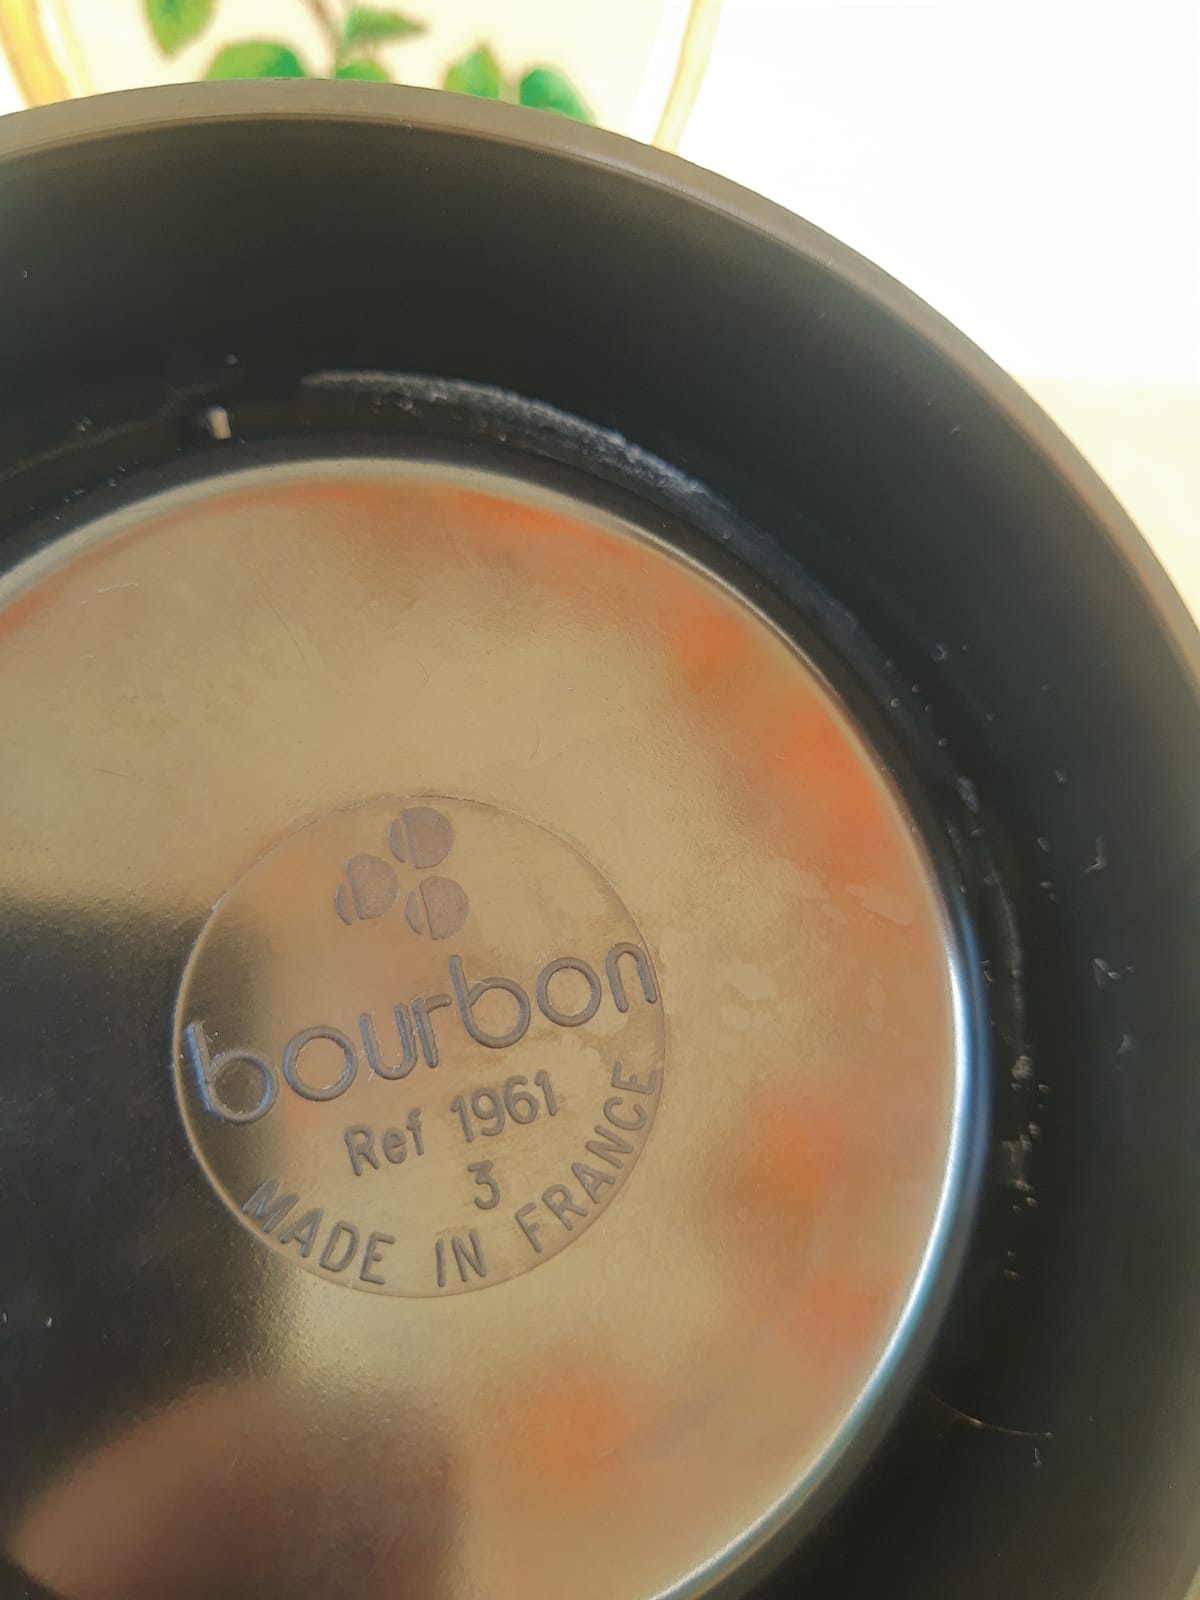 bourbon
Ref 1961
3
MADE IN FRANCE